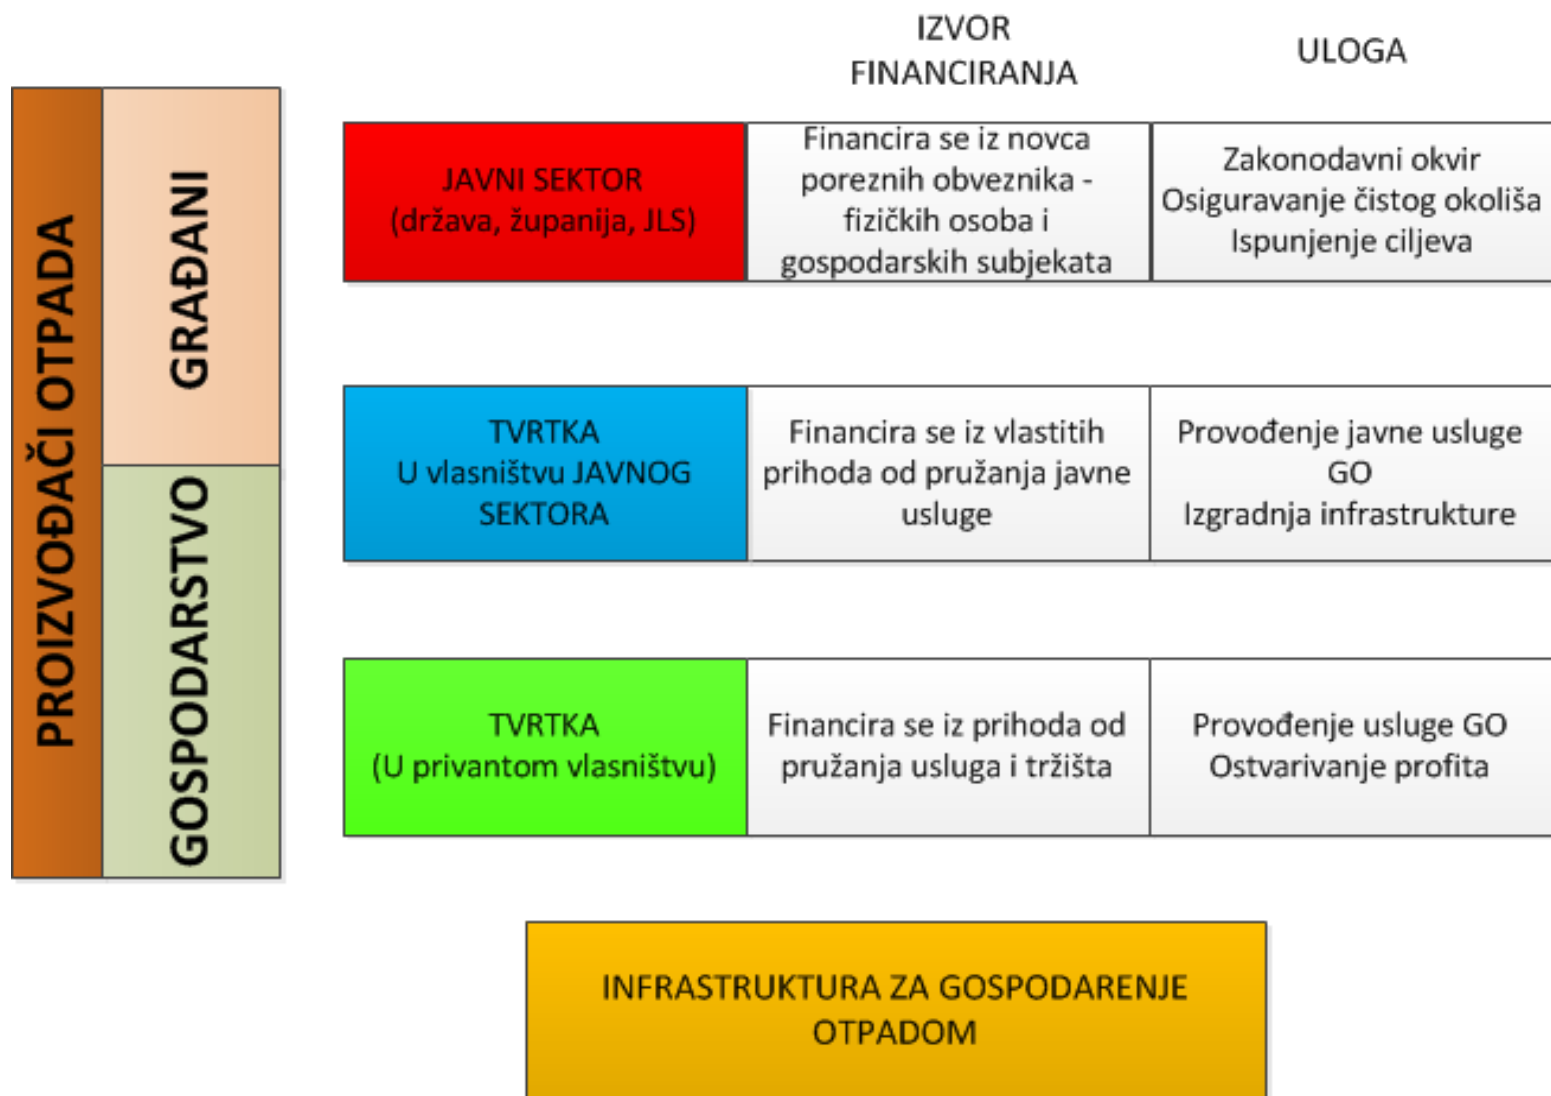 IZVOR
FINANCIRANJA
ULOGA
PROIZVOĐAČI OTPADA
GRAĐANI
GOSPODARSTVO
JAVNI SEKTOR
(država, županija, JLS)
Financira se iz novca
poreznih obveznika -
fizičkih osoba i
gospodarskih subjekata
Zakonodavni okvir
Osiguravanje čistog okoliša
Ispunjenje ciljeva
TVRTKA
U vlasništvu JAVNOG
SEKTORA
Financira se iz vlastitih
prihoda od pružanja javne
usluge
Provođenje javne usluge
GO
Izgradnja infrastrukture
TVRTKA
(U privantom vlasništvu)
Financira se iz prihoda od
pružanja usluga i tržišta
Provođenje usluge GO
Ostvarivanje profita
INFRASTRUKTURA ZA GOSPODARENJE
OTPADOM